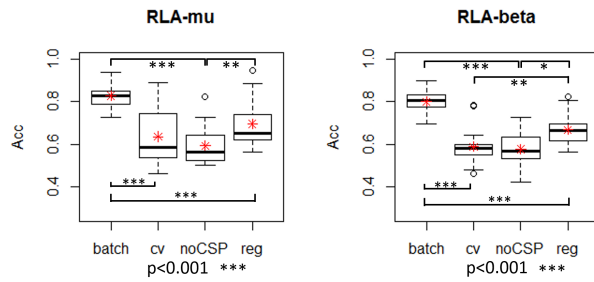 RLA-mu
Acc
1.0
0.8
0.6
0.4
***
**
***
***
batch cv noCSP reg
p<0.001 ***
RLA-beta
Acc
1.0
0.8
0.6
0.4
***
*
**
***
***
batch cv noCSP reg
p<0.001 ***